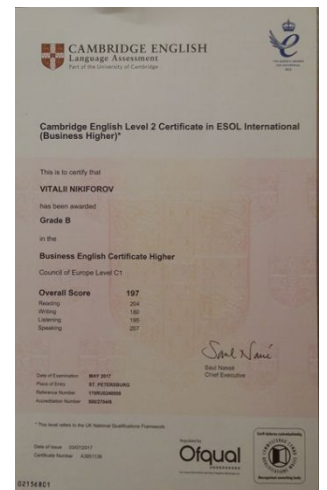 CAMBRIDGE ENGLISH
Language Assessment
Part of the University of Cambridge
Cambridge English Level 2 Certificate in ESOL International
(Business Higher)*
This is to certify that
VITALII NIKIFOROV
has been awarded
Grade B
in the
Business English Certificate Higher
Council of Europe Level C1
Overall Score 197
Reading 204
Writing
Listening
Speaking 207
Saul Nassé
Chief Executive
Date of Examination MAY 2017
Place of Entry ST. PETERSBURG
Reference Number
Accreditation Number
* This level refers to the UK National Qualifications Framework
Date of Issue
Certificate Number
Regulated by
Ofqual